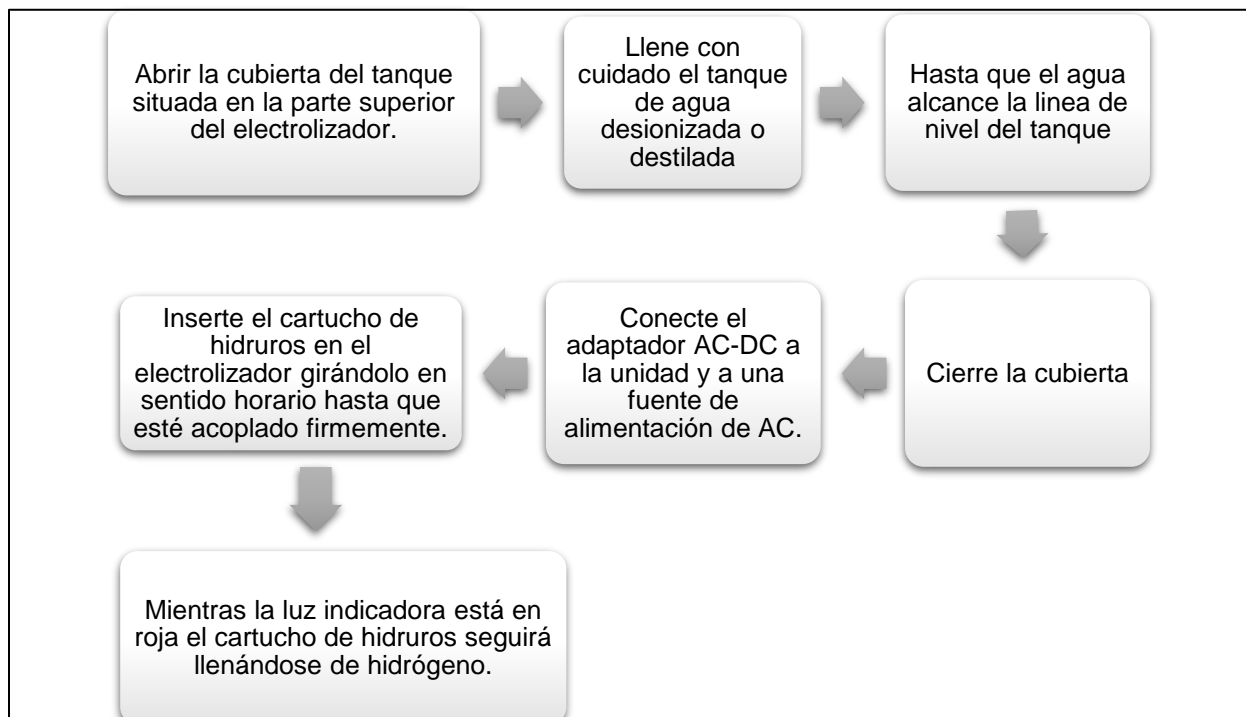 Abrir la cubierta del tanque
situada en la parte superior
del electrolizador.
Llene con
cuidado el tanque
de agua
desionizada o
destilada
Hasta que el agua
alcance la linea de
nivel del tanque
Cierre la cubierta
Conecte el
adaptador AC-DC a
la unidad y a una
fuente de
alimentación de AC.
Inserte el cartucho de
hidruros en el
electrolizador girándolo en
sentido horario hasta que
esté acoplado firmemente.
Mientras la luz indicadora está en
roja el cartucho de hidruros seguirá
llenándose de hidrógeno.